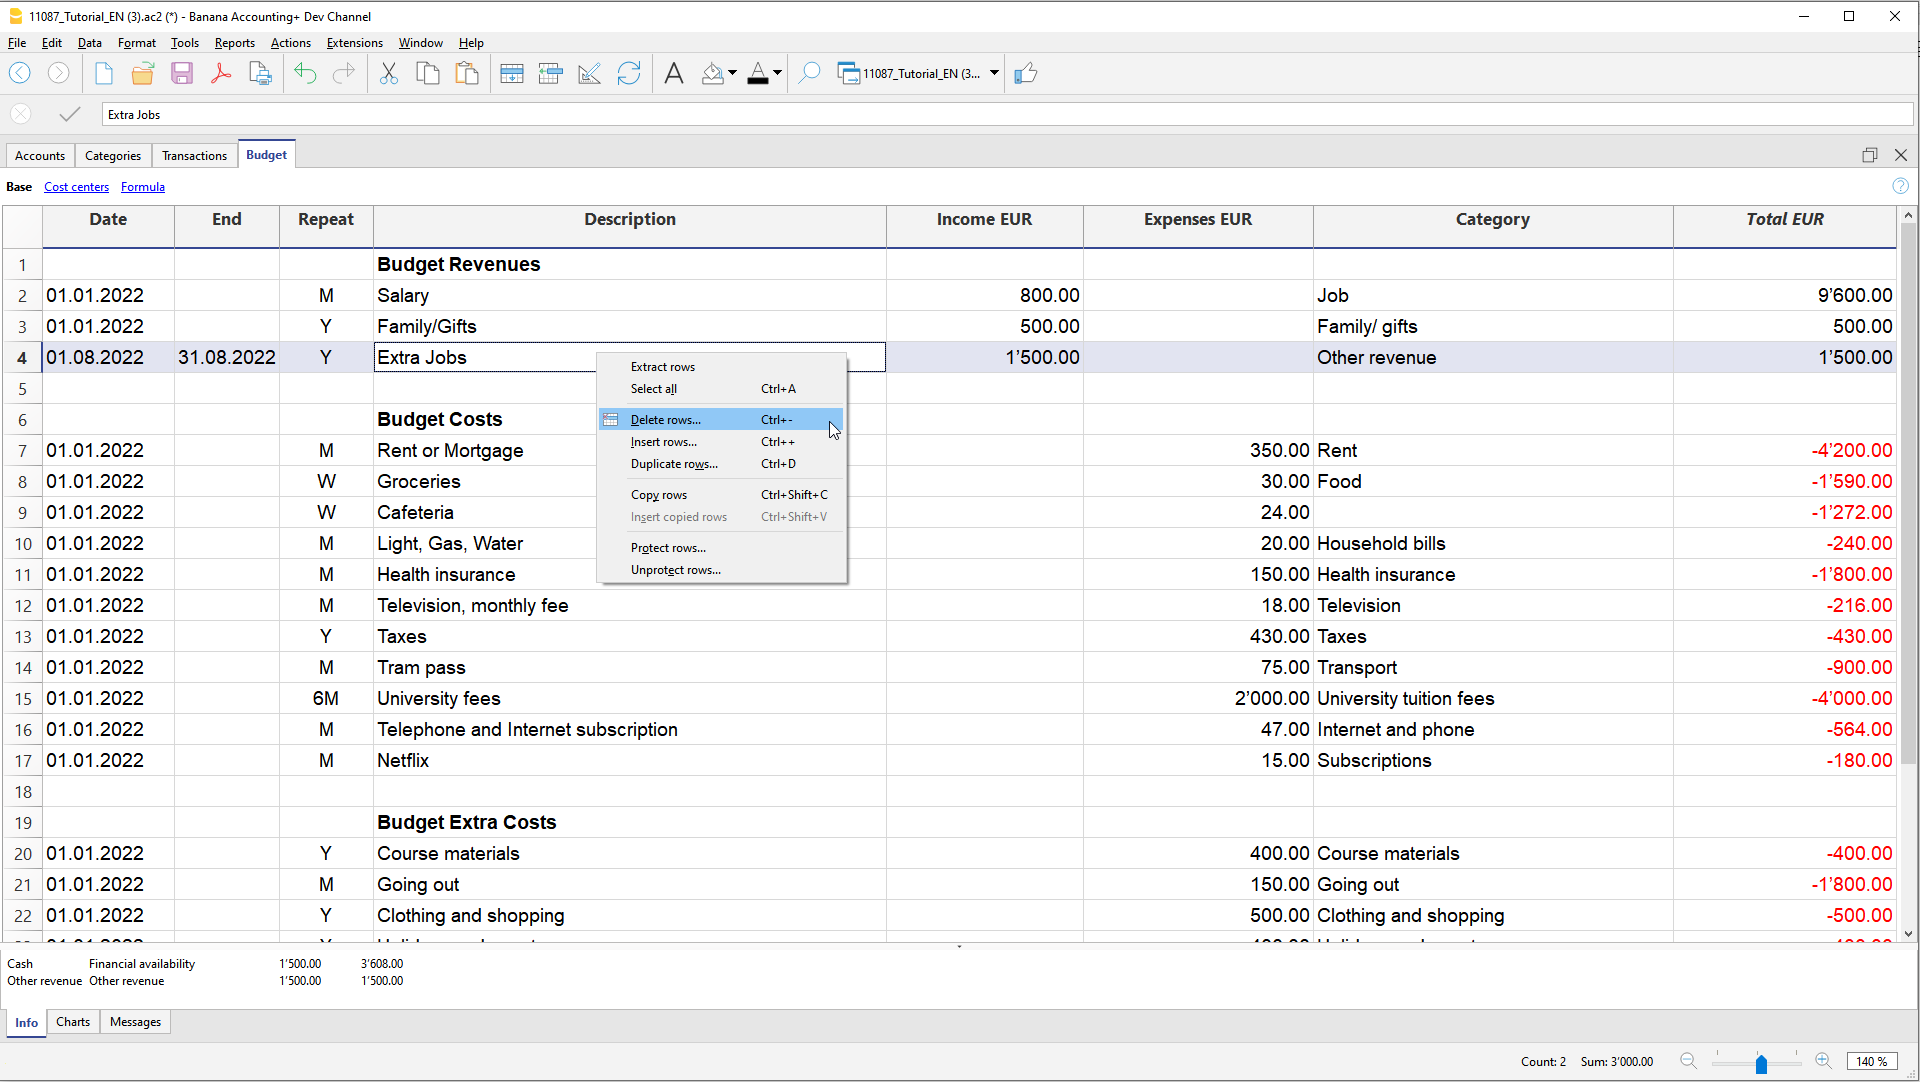 11087_Tutorial_EN (3).ac2 (*) - Banana Accounting+ Dev Channel
File Edit Data Format Tools Reports Actions Extensions Window Help
11087_Tutorial_EN (3...
Extra Jobs
Accounts Categories Transactions Budget
Base Cost centers Formula
Date End Repeat Description Income EUR Expenses EUR Category Total EUR
1 Budget Revenues
2 01.01.2022 M Salary 800.00 Job 9’600.00
3 01.01.2022 Y Family/Gifts 500.00 Family/ gifts 500.00
4 01.08.2022 31.08.2022 Y Extra Jobs 1’500.00 Other revenue 1’500.00
5
6 Budget Costs
7 01.01.2022 M Rent or Mortgage 350.00 Rent -4’200.00
8 01.01.2022 W Groceries 30.00 Food -1’590.00
9 01.01.2022 W Cafeteria 24.00 -1’272.00
10 01.01.2022 M Light, Gas, Water 20.00 Household bills -240.00
11 01.01.2022 M Health insurance 150.00 Health insurance -1’800.00
12 01.01.2022 M Television, monthly fee 18.00 Television -216.00
13 01.01.2022 Y Taxes 430.00 Taxes -430.00
14 01.01.2022 M Tram pass 75.00 Transport -900.00
15 01.01.2022 6M University fees 2’000.00 University tuition fees -4’000.00
16 01.01.2022 M Telephone and Internet subscription 47.00 Internet and phone -564.00
17 01.01.2022 M Netflix 15.00 Subscriptions -180.00
18
19 Budget Extra Costs
20 01.01.2022 Y Course materials 400.00 Course materials -400.00
21 01.01.2022 M Going out 150.00 Going out -1’800.00
22 01.01.2022 Y Clothing and shopping 500.00 Clothing and shopping -500.00
Extract rows
Select all Ctrl+A
Delete rows... Ctrl+-
Insert rows... Ctrl++
Duplicate rows... Ctrl+D
Copy rows Ctrl+Shift+C
Insert copied rows Ctrl+Shift+V
Protect rows...
Unprotect rows...
Cash Financial availability 1’500.00 3’608.00
Other revenue Other revenue 1’500.00 1’500.00
Info Charts Messages
Count: 2 Sum: 3’000.00 140 %